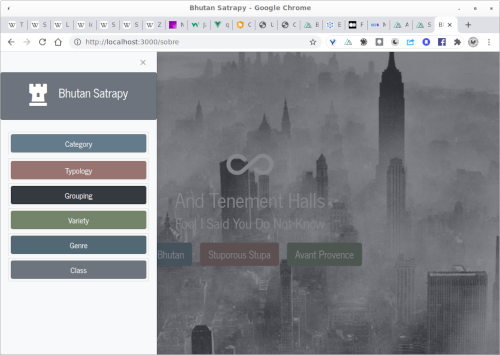 Bhutan Satrapy - Google Chrome
http://localhost:3000/sobre
Bhutan Satrapy
Category
Typology
Grouping
Variety
Genre
Class
And Tenement Halls
Fool I Said You Do Not Know
Bhutan
Stuporous Stupa
Avant Provence